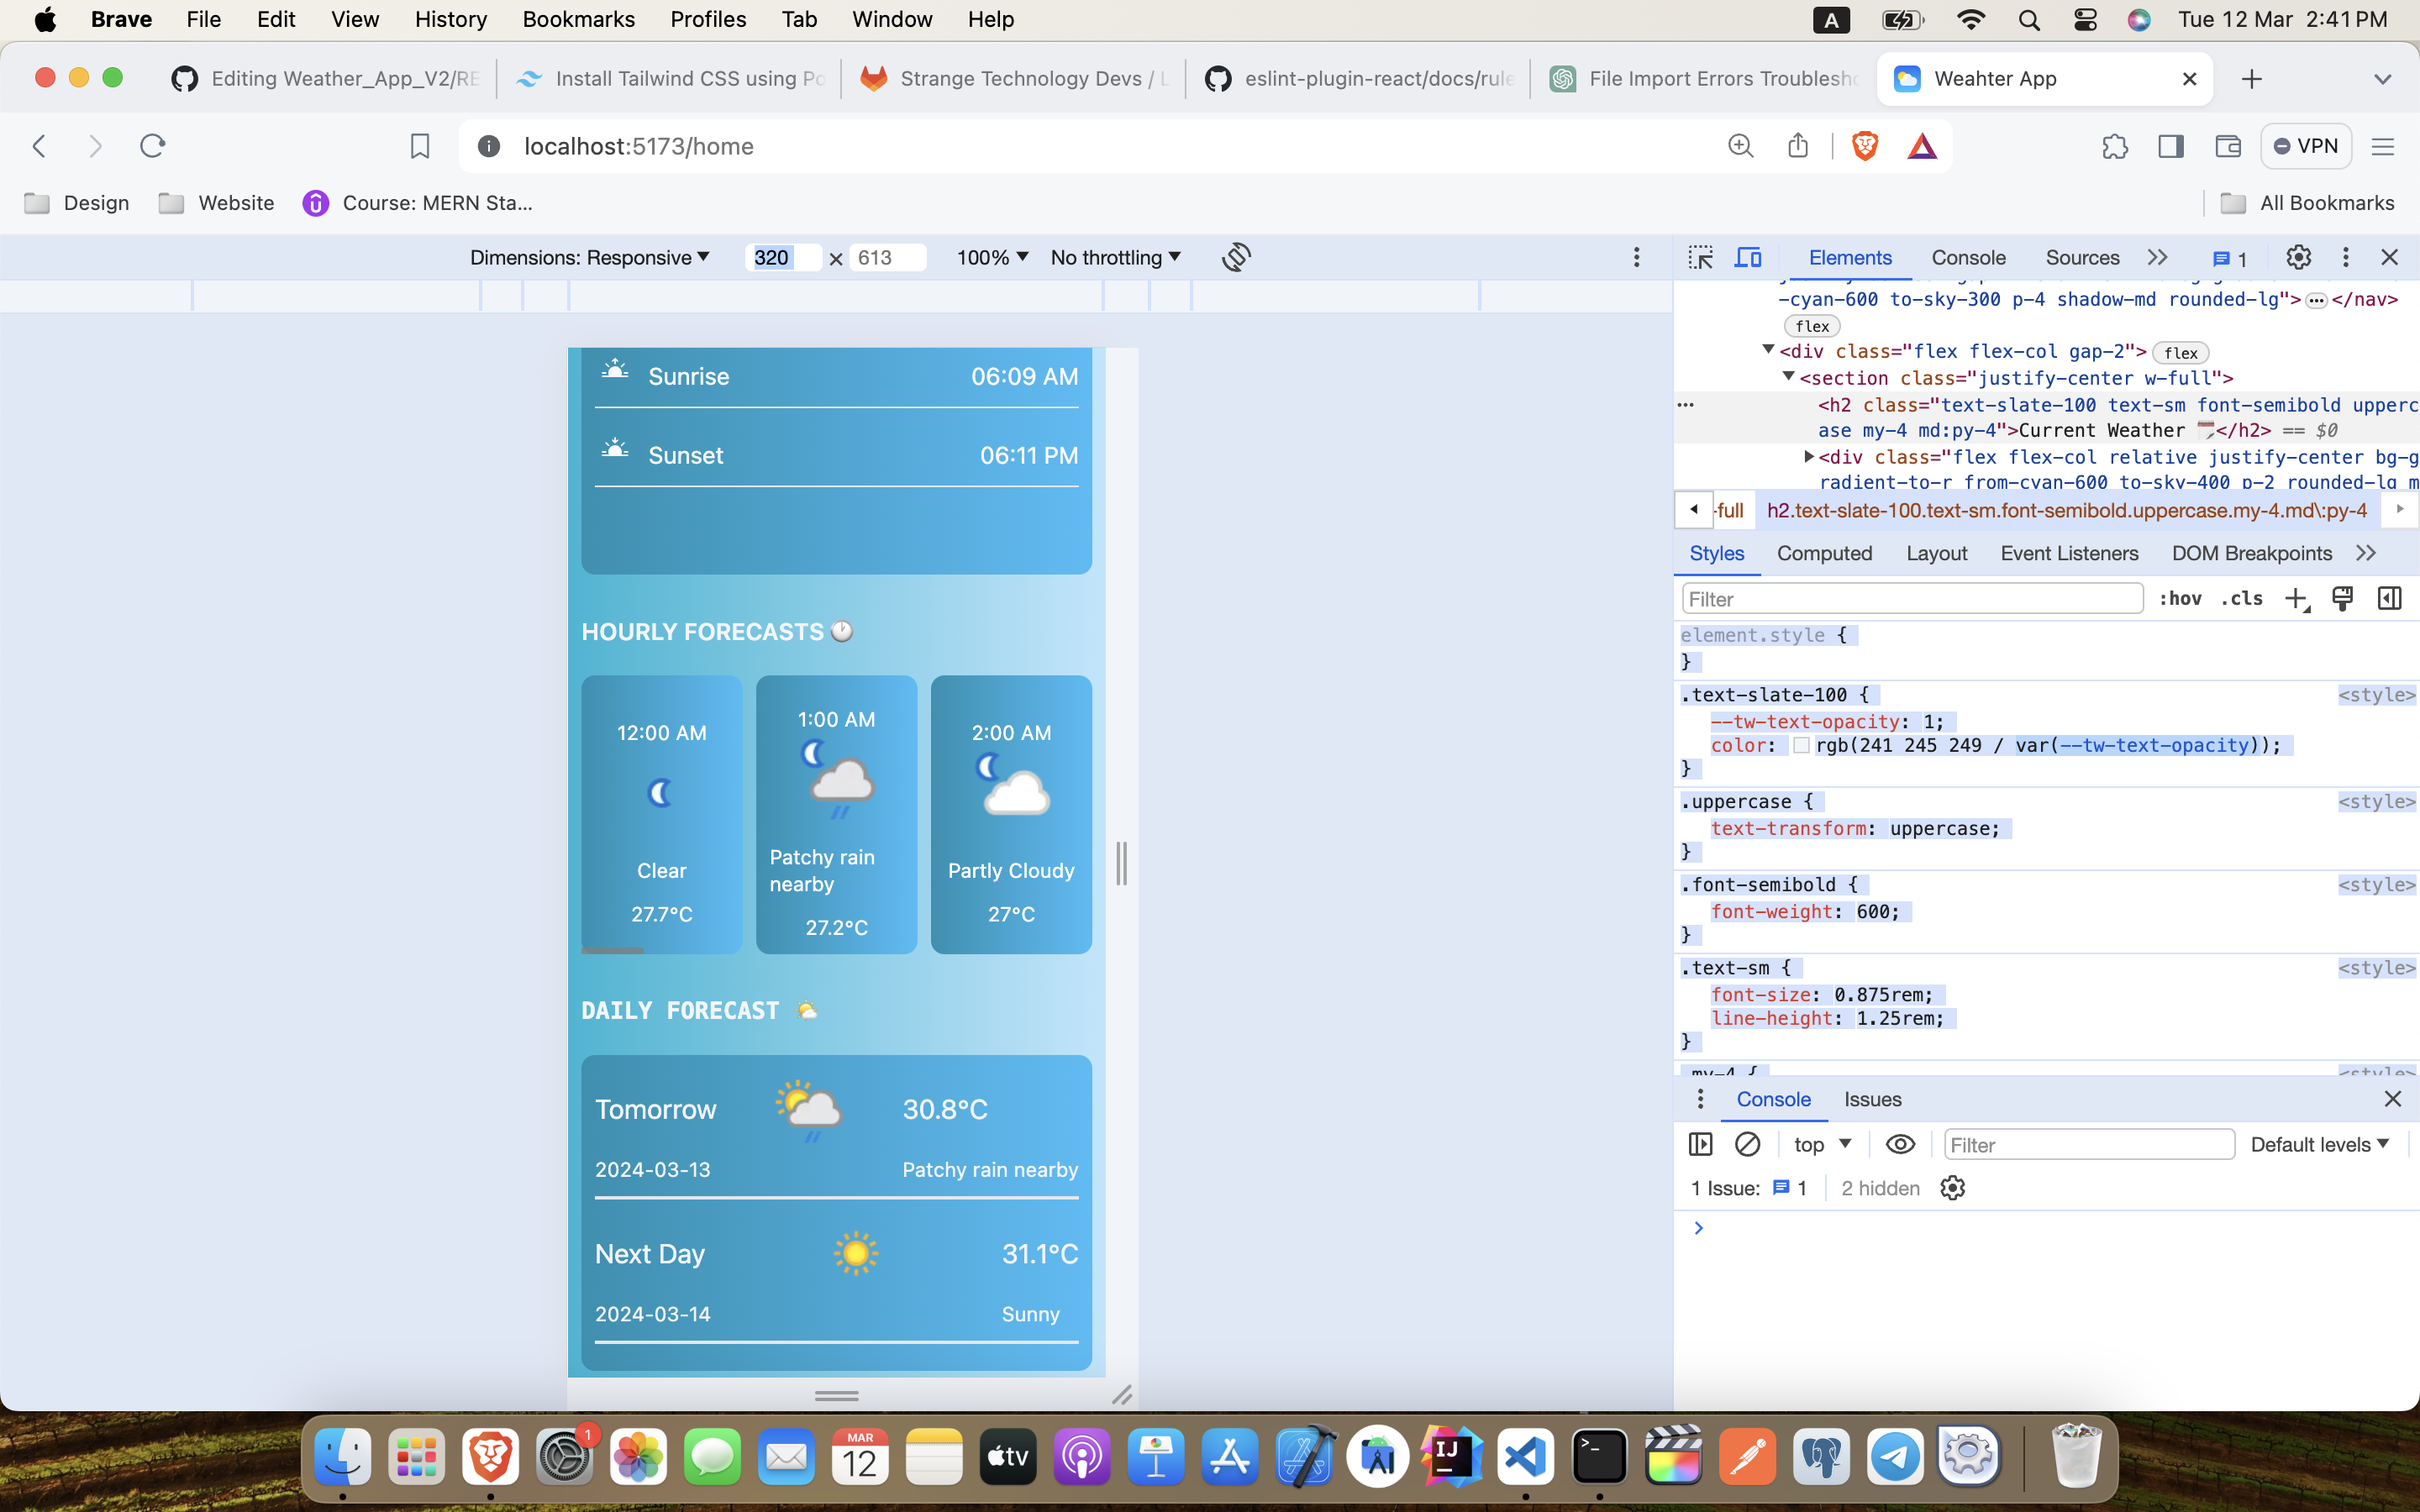 Brave File Edit View History Bookmarks Profiles Tab Window Help A Tue 12 Mar 2:41 PM
Editing Weather_App_V2/RE Install Tailwind CSS using Po Strange Technology Devs / L eslint-plugin-react/docs/rule File Import Errors Troublesho Weahter App
localhost:5173/home VPN
Design Website Course: MERN Sta... All Bookmarks
Dimensions: Responsive 320 × 613 100% No throttling
Elements Console Sources 1
-cyan-600 to-sky-300 p-4 shadow-md rounded-lg">…</nav>
flex
<div class="flex flex-col gap-2"> flex
<section class="justify-center w-full">
<h2 class="text-slate-100 text-sm font-semibold upperc
ase my-4 md:py-4">Current Weather </h2> == $0
<div class="flex flex-col relative justify-center bg-g
radient-to-r from-cyan-600 to-sky-400 p-2 rounded-lg m
-full h2.text-slate-100.text-sm.font-semibold.uppercase.my-4.md\:py-4
Styles Computed Layout Event Listeners DOM Breakpoints
Filter :hov .cls
element.style {
}
.text-slate-100 { <style>
--tw-text-opacity: 1;
color: rgb(241 245 249 / var(--tw-text-opacity));
}
.uppercase { <style>
text-transform: uppercase;
}
.font-semibold { <style>
font-weight: 600;
}
.text-sm { <style>
font-size: 0.875rem;
line-height: 1.25rem;
}
.my-4 { <style>
Console Issues
top Filter Default levels
1 Issue: 1 2 hidden
Sunrise 06:09 AM
Sunset 06:11 PM
HOURLY FORECASTS
12:00 AM
Clear
27.7°C
1:00 AM
Patchy rain
nearby
27.2°C
2:00 AM
Partly Cloudy
27°C
DAILY FORECAST
Tomorrow 30.8°C
2024-03-13 Patchy rain nearby
Next Day 31.1°C
2024-03-14 Sunny
1
MAR
12
tv
IJ